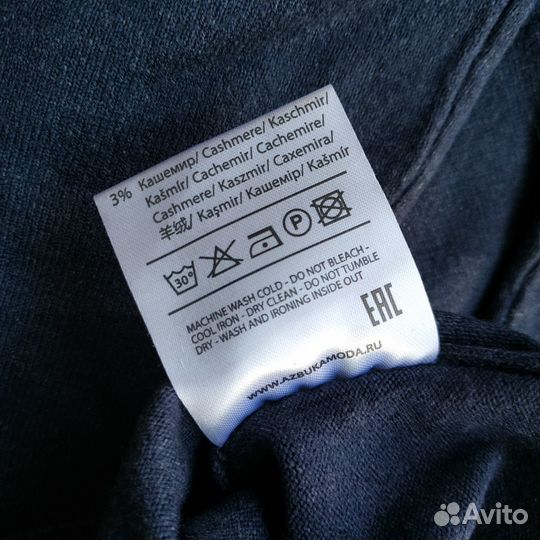 3% Кашемир/ Cashmere/ Kaschmir/
Kašmír/ Cachemir/ Cachemire/
Cashmere/ Kaszmir/ Caxemira/
羊绒/ Kaşmir/ Кашемір/ Kašmir
30°
P
MACHINE WASH COLD - DO NOT BLEACH -
COOL IRON - DRY CLEAN - DO NOT TUMBLE
DRY - WASH AND IRONING INSIDE OUT
EAC
WWW.AZBUKAMODA.RU
Avito